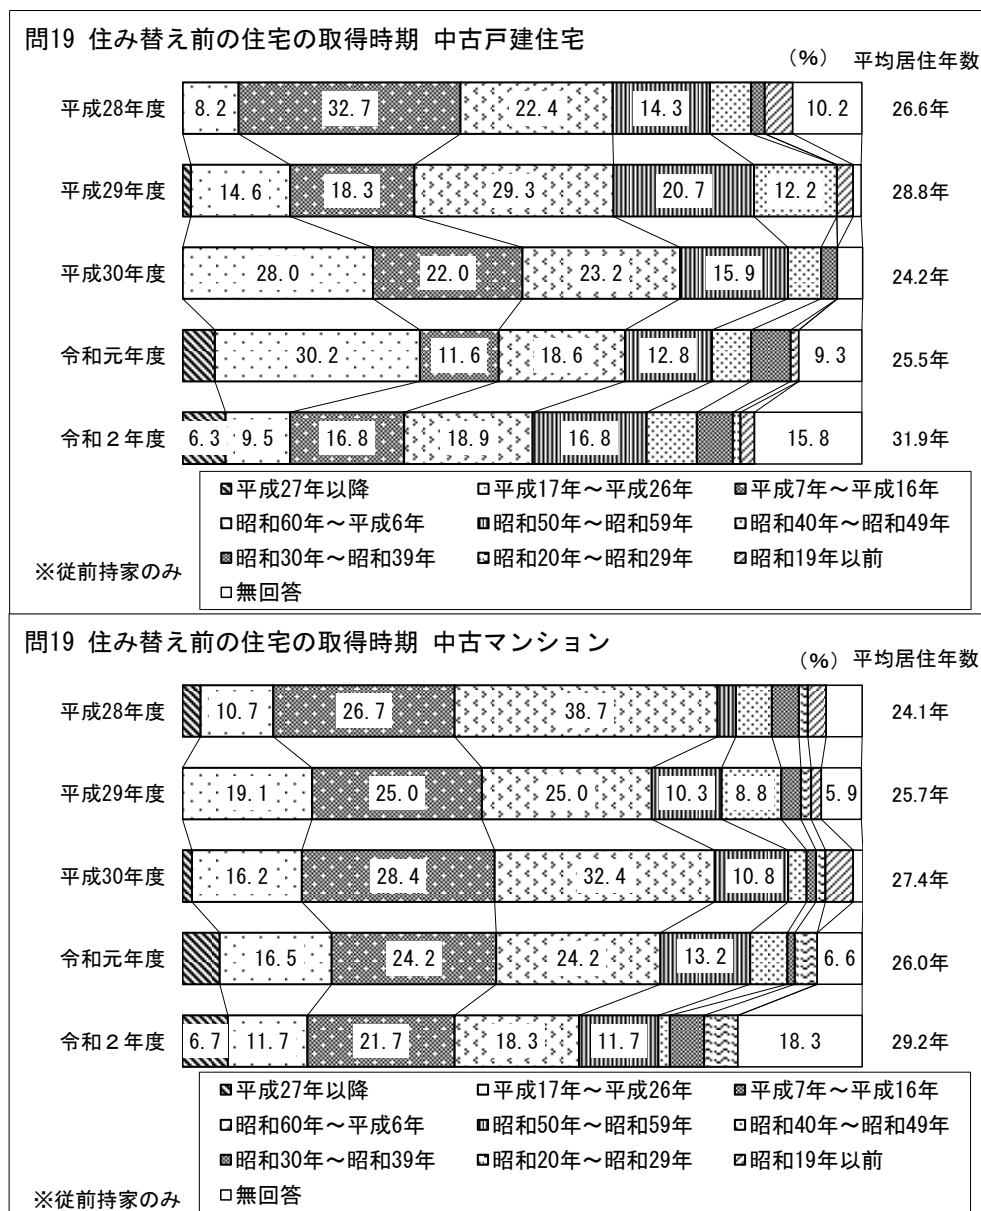 問19 住み替え前の住宅の取得時期 中古戸建住宅
(%) 平均居住年数
平成28年度 8.2 32.7 22.4 14.3 10.2 26.6年
平成29年度 14.6 18.3 29.3 20.7 12.2 28.8年
平成30年度 28.0 22.0 23.2 15.9 24.2年
令和元年度 30.2 11.6 18.6 12.8 9.3 25.5年
令和2年度 6.3 9.5 16.8 18.9 16.8 15.8 31.9年
平成27年以降 平成17年～平成26年 平成7年～平成16年
昭和60年～平成6年 昭和50年～昭和59年 昭和40年～昭和49年
昭和30年～昭和39年 昭和20年～昭和29年 昭和19年以前
※従前持家のみ 無回答
問19 住み替え前の住宅の取得時期 中古マンション
(%) 平均居住年数
平成28年度 10.7 26.7 38.7 24.1年
平成29年度 19.1 25.0 25.0 10.3 8.8 5.9 25.7年
平成30年度 16.2 28.4 32.4 10.8 27.4年
令和元年度 16.5 24.2 24.2 13.2 6.6 26.0年
令和2年度 6.7 11.7 21.7 18.3 11.7 18.3 29.2年
平成27年以降 平成17年～平成26年 平成7年～平成16年
昭和60年～平成6年 昭和50年～昭和59年 昭和40年～昭和49年
昭和30年～昭和39年 昭和20年～昭和29年 昭和19年以前
※従前持家のみ 無回答